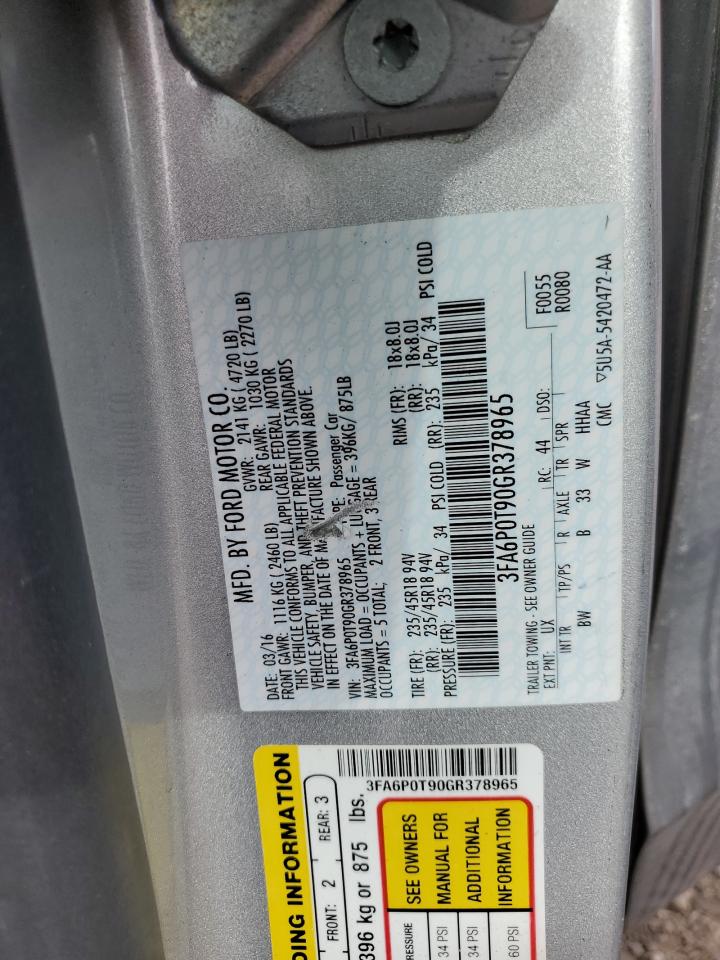 MFD. BY FORD MOTOR CO.
DATE: 03/16 GVWR: 2141 KG ( 4720 LB)
FRONT GAWR: 1116 KG ( 2460 LB) REAR GAWR: 1030 KG ( 2270 LB)
THIS VEHICLE CONFORMS TO ALL APPLICABLE FEDERAL MOTOR
VEHICLE SAFETY, BUMPER, AND THEFT PREVENTION STANDARDS
IN EFFECT ON THE DATE OF MANUFACTURE SHOWN ABOVE.
VIN: 3FA6P0T90GR378965 TYPE: Passenger Car
MAXIMUM LOAD = OCCUPANTS + LUGGAGE = 396KG/ 875LB
OCCUPANTS = 5 TOTAL; 2 FRONT, 3 REAR
TIRE (FR): 235/45R18 94V RIMS (FR): 18x8.0J
(RR): 235/45R18 94V (RR): 18x8.0J
PRESSURE (FR): 235 kPa/ 34 PSI COLD (RR): 235 kPa/ 34 PSI COLD
3FA6P0T90GR378965
TRAILER TOWING - SEE OWNER GUIDE
EXT PNT: UX RC: 44 DSO: F0055
R0080
INT TR TP/PS R AXLE TR SPR
BW B 33 W HHAA
CMC ▽5U5A-5420472-AA
DING INFORMATION
FRONT: 2 REAR: 3
396 kg or 875 lbs.
3FA6P0T90GR378965
RESSURE SEE OWNERS
34 PSI MANUAL FOR
34 PSI ADDITIONAL
60 PSI INFORMATION